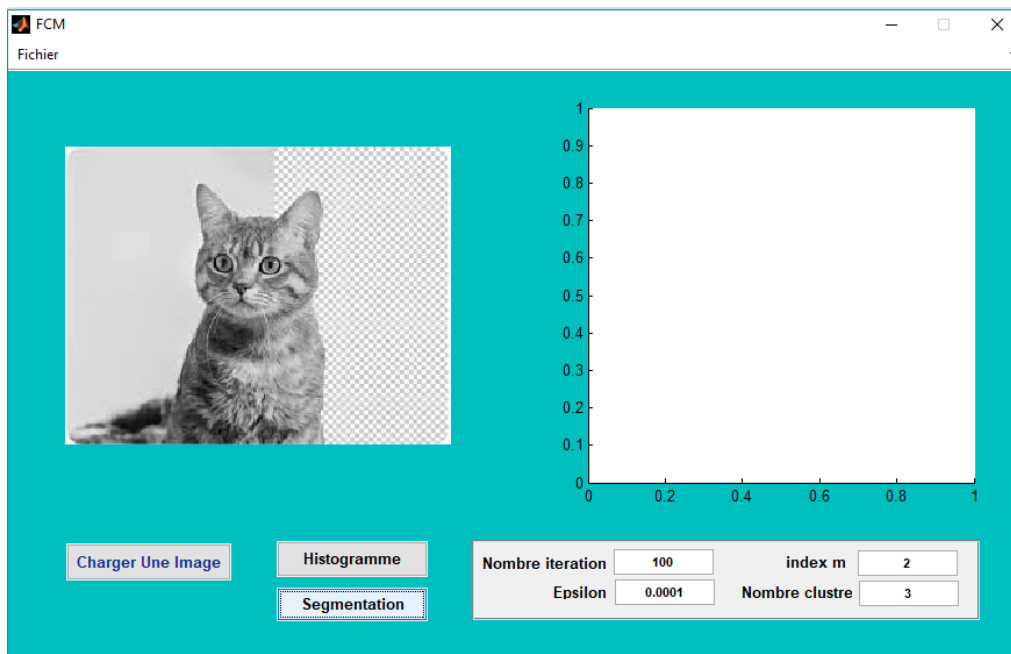 FCM
Fichier
1
0.9
0.8
0.7
0.6
0.5
0.4
0.3
0.2
0.1
0
0 0.2 0.4 0.6 0.8 1
Charger Une Image
Histogramme
Segmentation
Nombre iteration 100 index m 2
Epsilon 0.0001 Nombre clustre 3